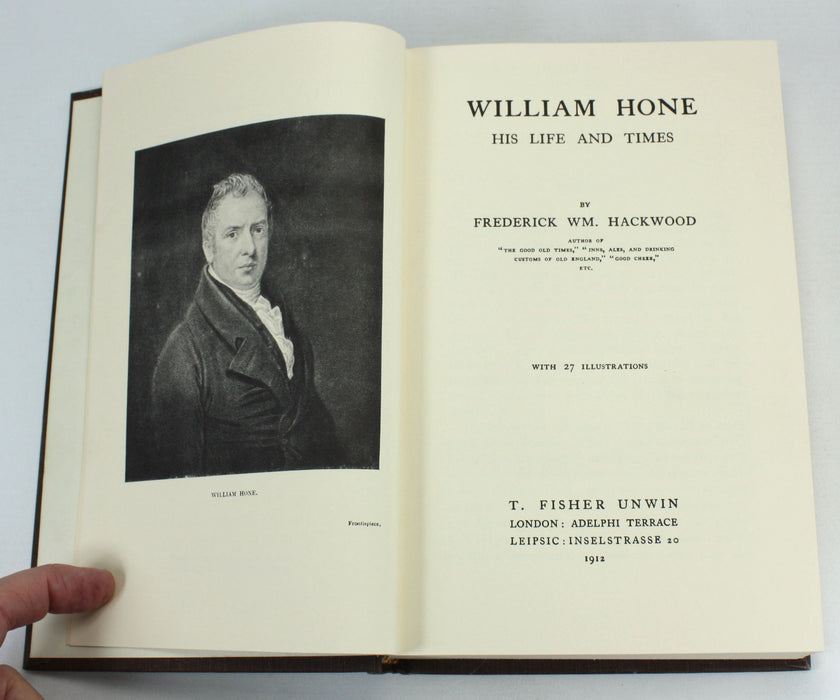 WILLIAM HONE.
Frontispiece.
WILLIAM HONE
HIS LIFE AND TIMES
BY
FREDERICK WM. HACKWOOD
AUTHOR OF
"THE GOOD OLD TIMES," "INNS, ALES, AND DRINKING
CUSTOMS OF OLD ENGLAND," "GOOD CHEER,"
ETC.
WITH 27 ILLUSTRATIONS
T. FISHER UNWIN
LONDON: ADELPHI TERRACE
LEIPSIC: INSELSTRASSE 20
1912